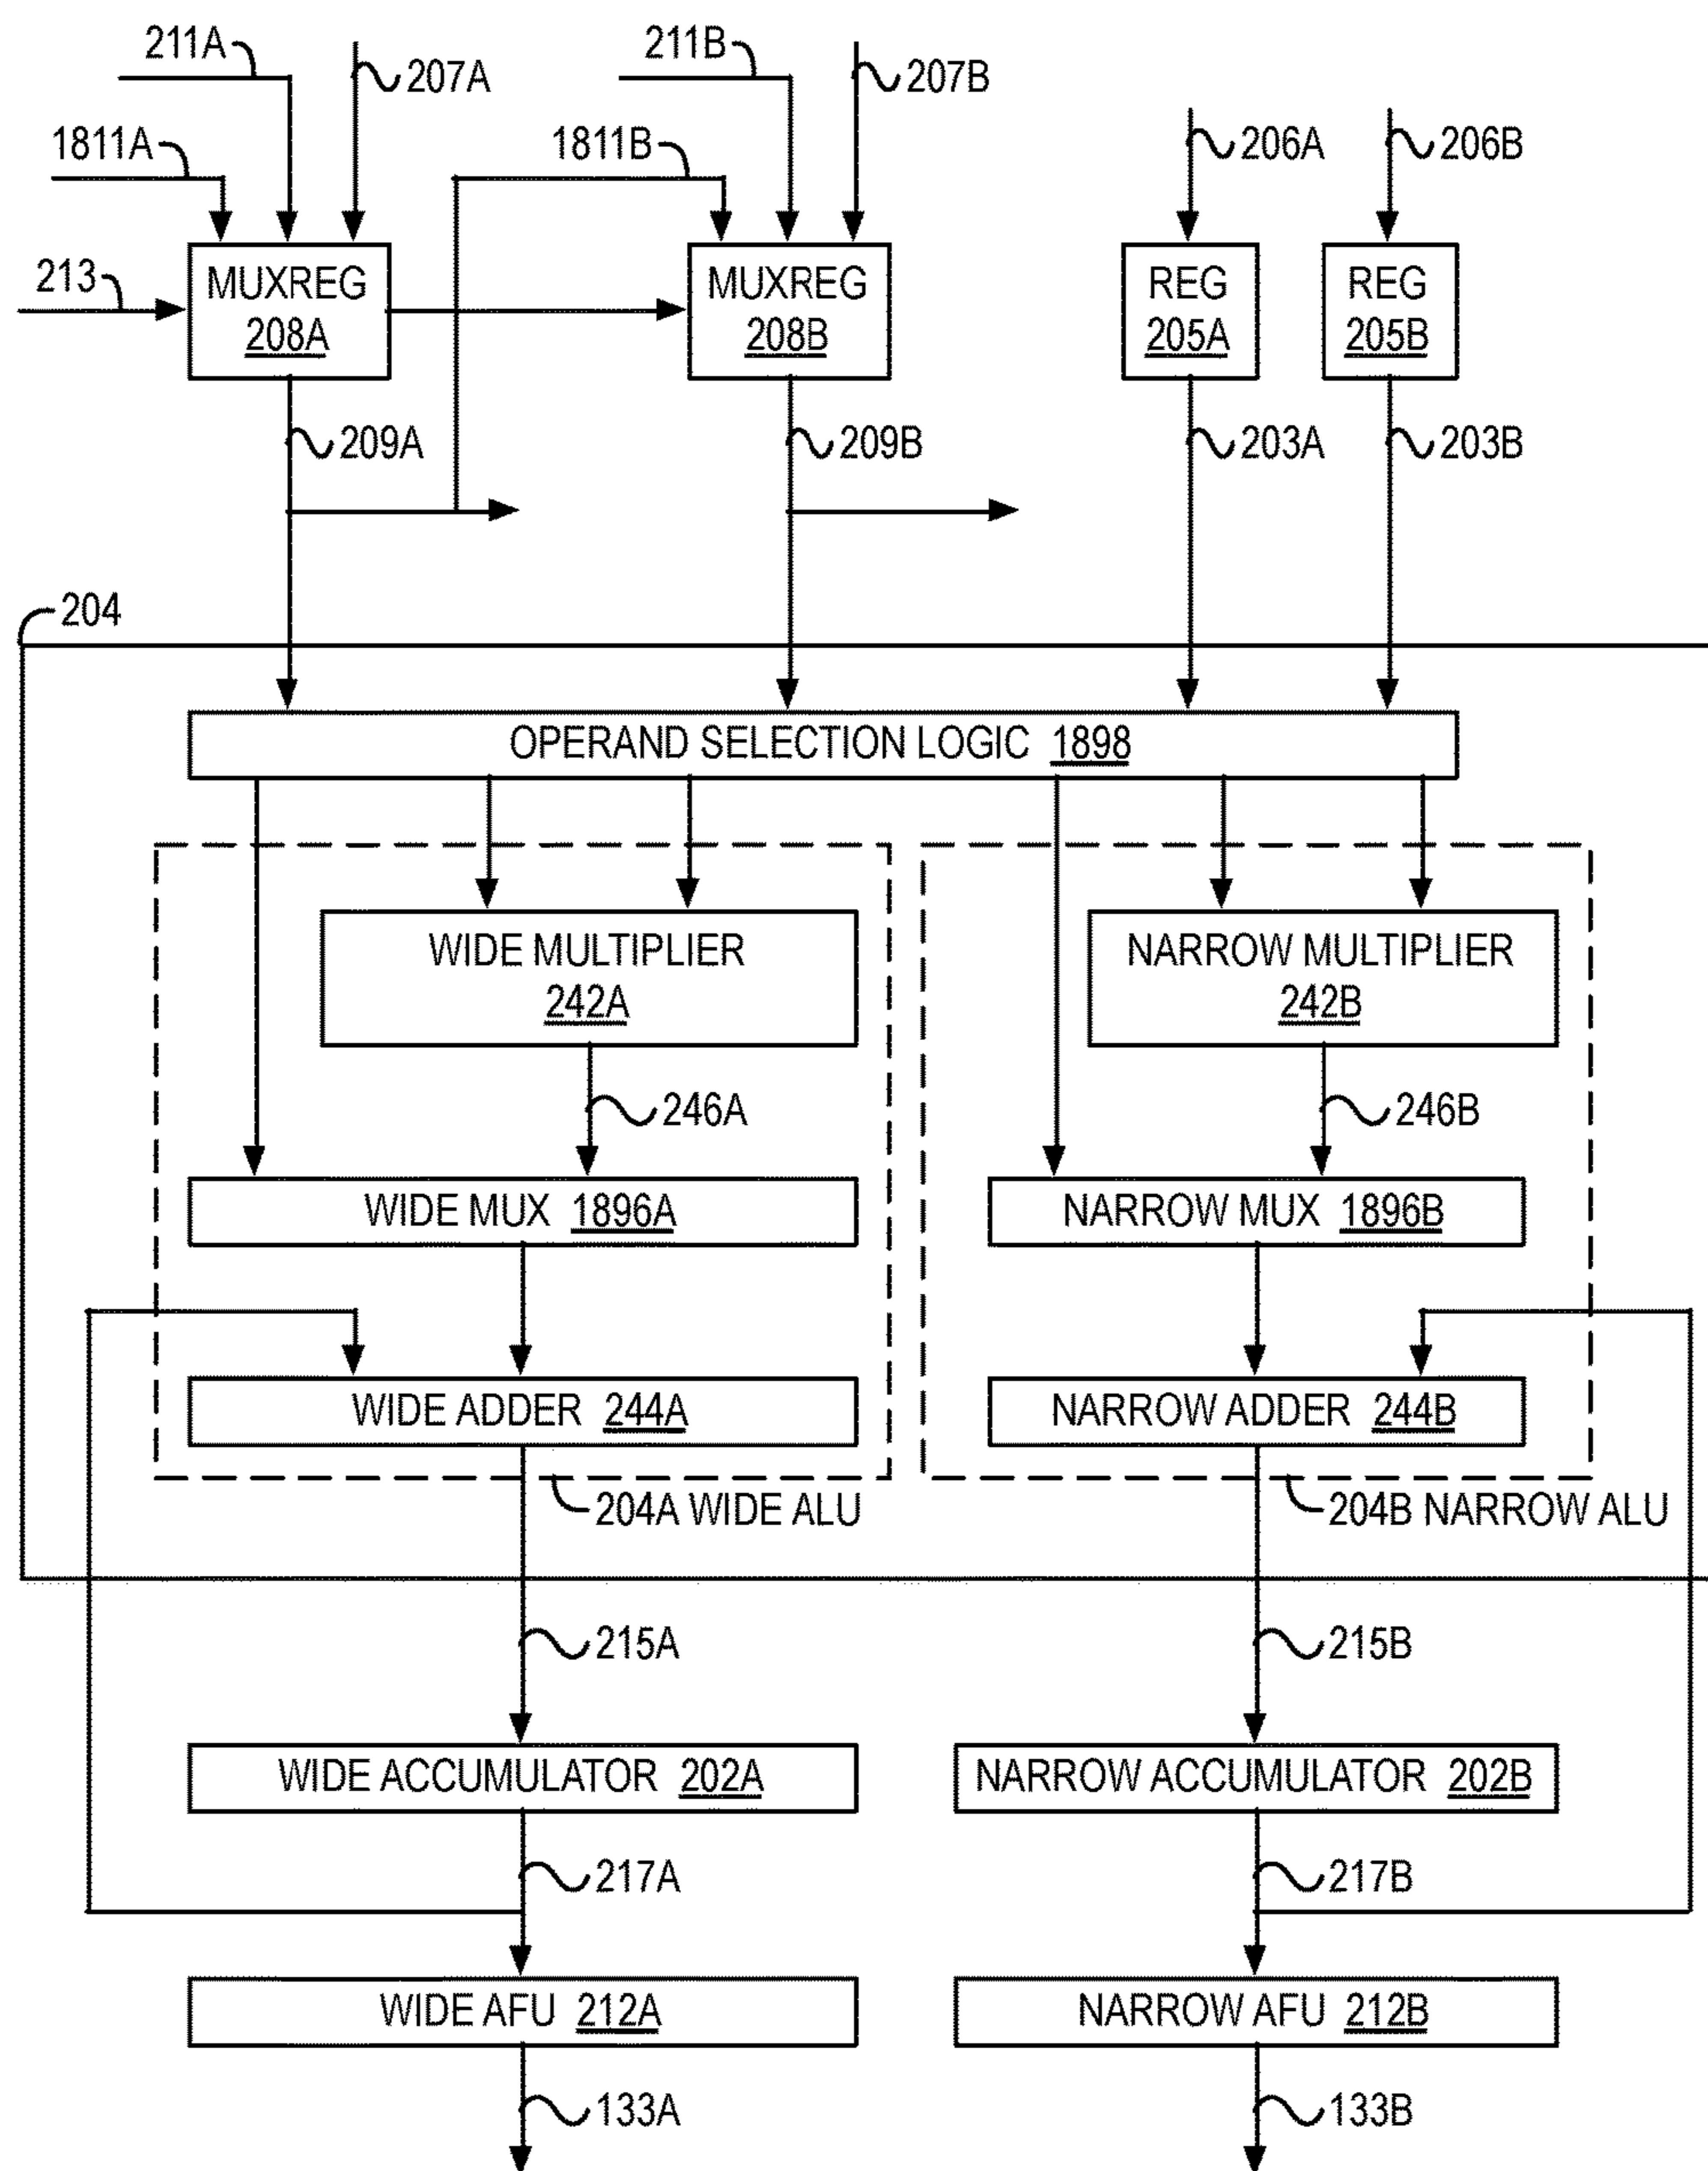 211A
207A
211B
207B
1811A
1811B
206A
206B
213
MUXREG
208A
MUXREG
208B
REG
205A
REG
205B
209A
209B
203A
203B
204
OPERAND SELECTION LOGIC 1898
WIDE MULTIPLIER
242A
NARROW MULTIPLIER
242B
246A
246B
WIDE MUX 1896A
NARROW MUX 1896B
WIDE ADDER 244A
NARROW ADDER 244B
204A WIDE ALU
204B NARROW ALU
215A
215B
WIDE ACCUMULATOR 202A
NARROW ACCUMULATOR 202B
217A
217B
WIDE AFU 212A
NARROW AFU 212B
133A
133B